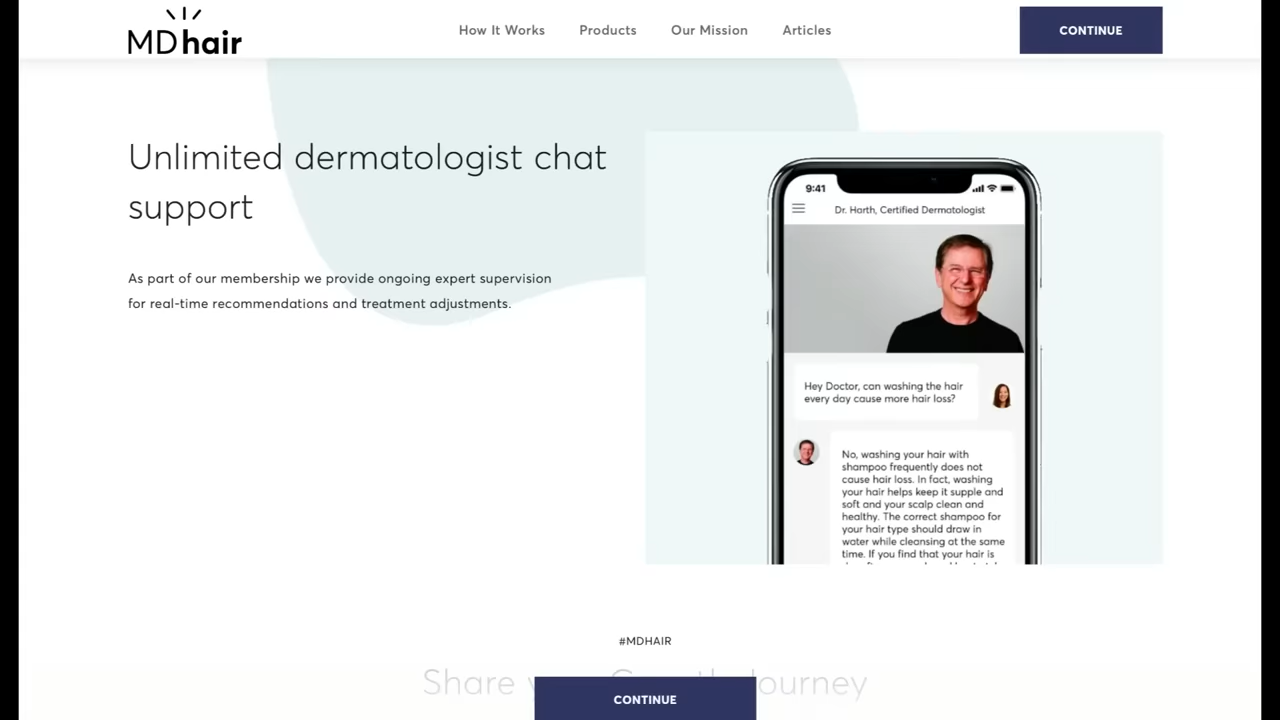 MDhair
How It Works
Products
Our Mission
Articles
CONTINUE
Unlimited dermatologist chat
support
As part of our membership we provide ongoing expert supervision
for real-time recommendations and treatment adjustments.
9:41
Dr. Harth, Certified Dermatologist
Hey Doctor, can washing the hair
every day cause more hair loss?
No, washing your hair with
shampoo frequently does not
cause hair loss. In fact, washing
your hair helps keep it supple and
soft and your scalp clean and
healthy. The correct shampoo for
your hair type should draw in
water while cleansing at the same
time. If you find that your hair is
#MDHAIR
Share Journey
CONTINUE